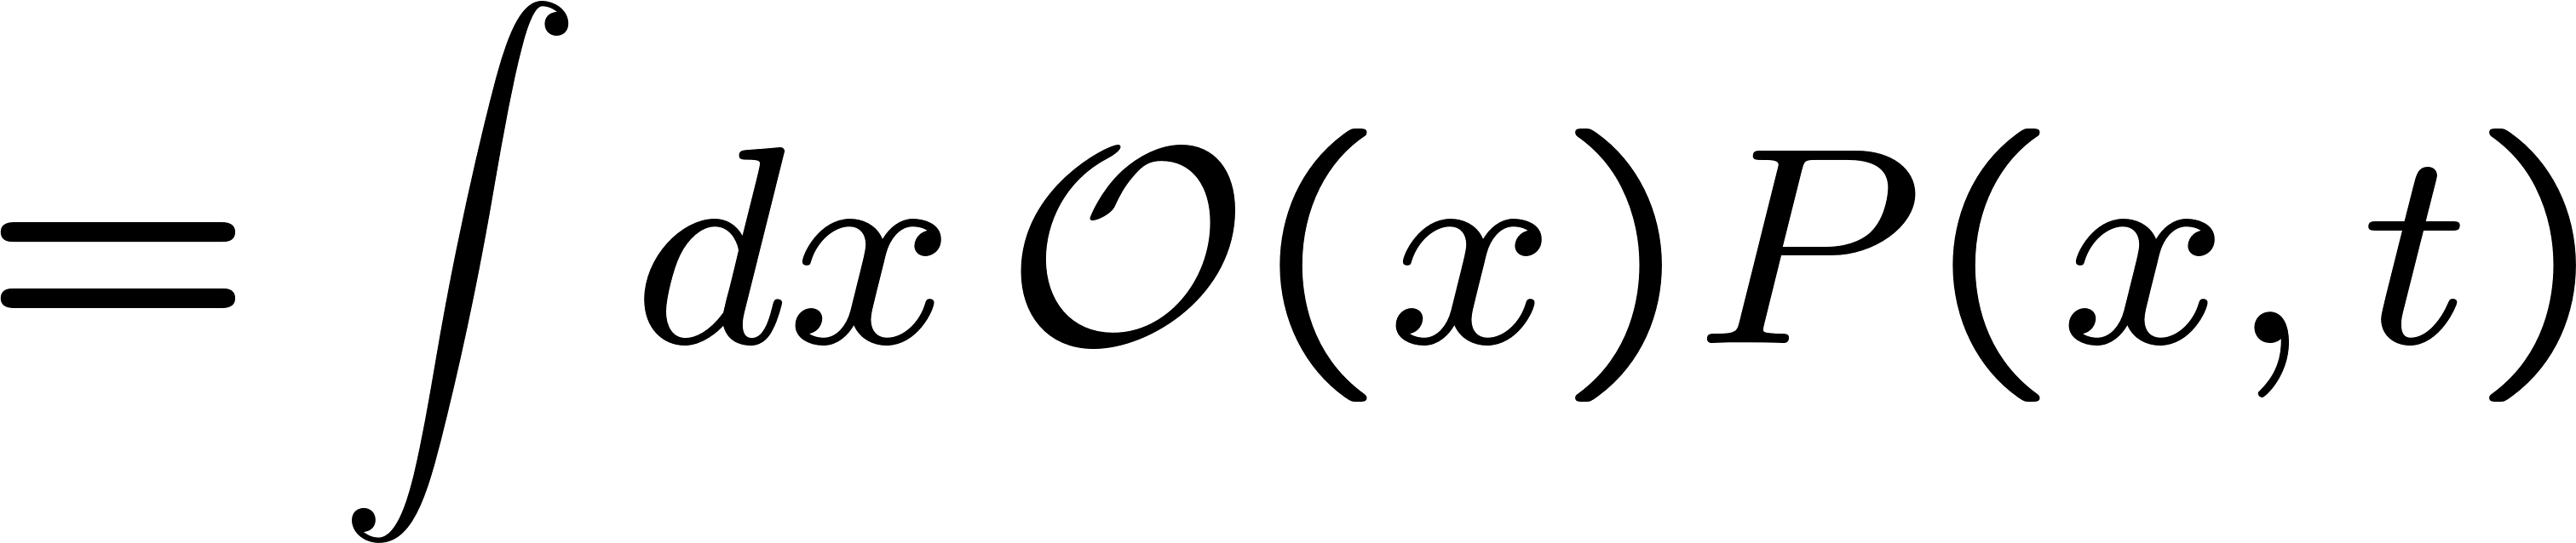 = ∫ dx 𝒪(x)P(x, t)